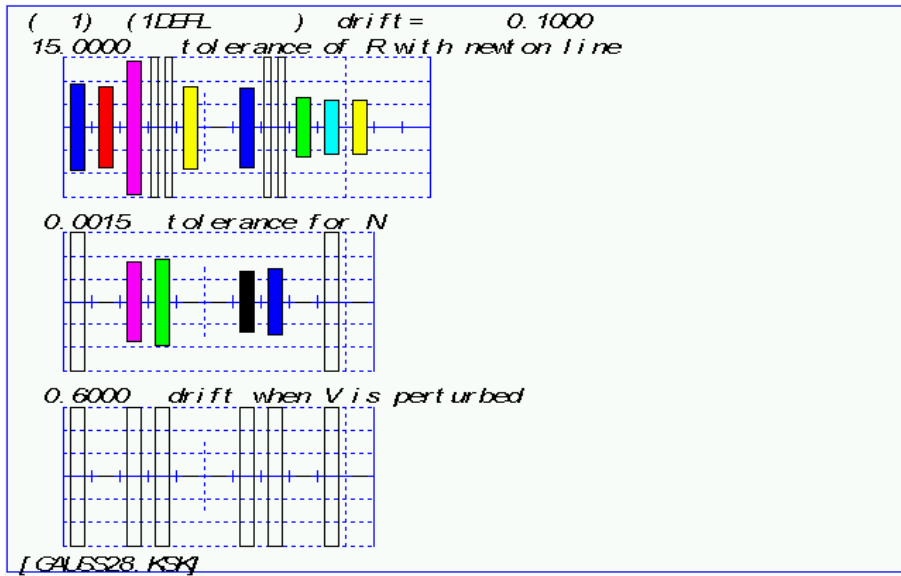 ( 1) (1DEFL ) drift= 0.1000
15.0000 tolerance of R with newton line
0.0015 tolerance for N
0.6000 drift when V is perturbed
[GAUSS28.KSK]